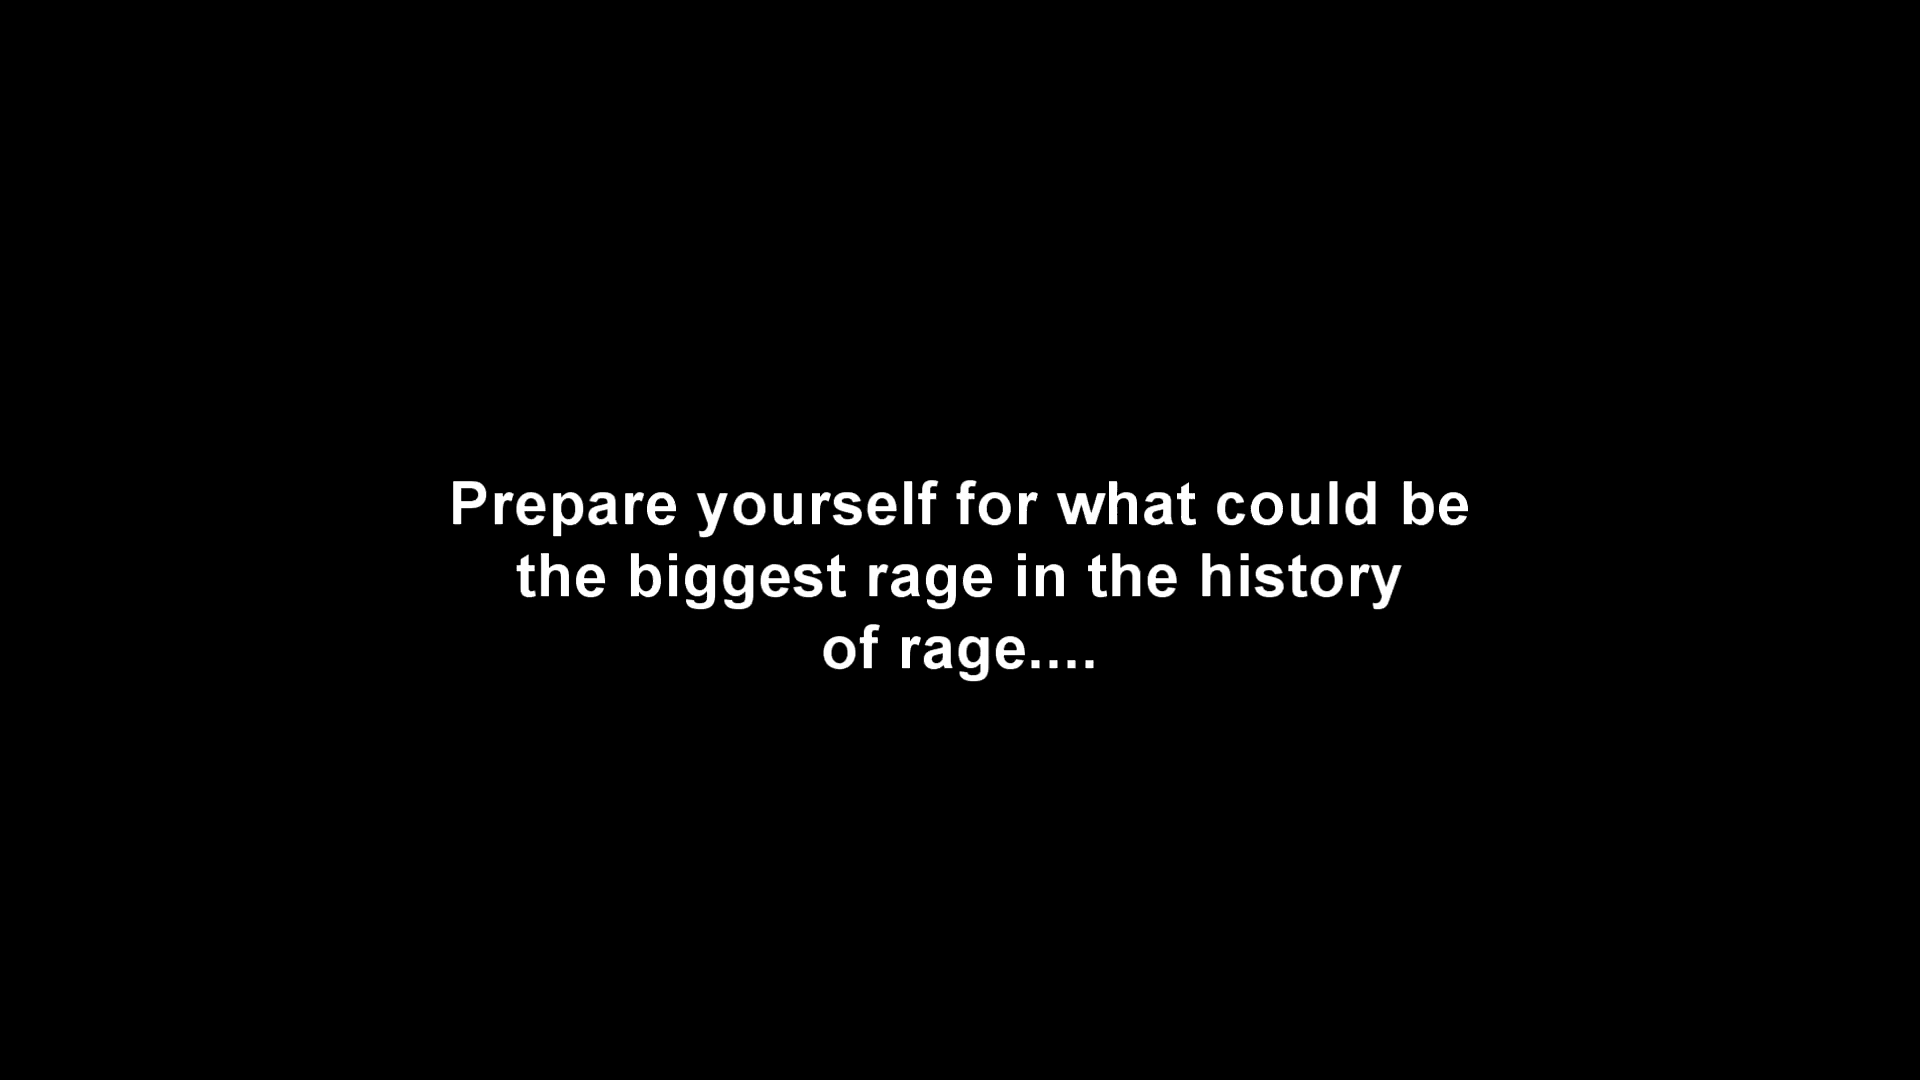 Prepare yourself for what could be
the biggest rage in the history
of rage....